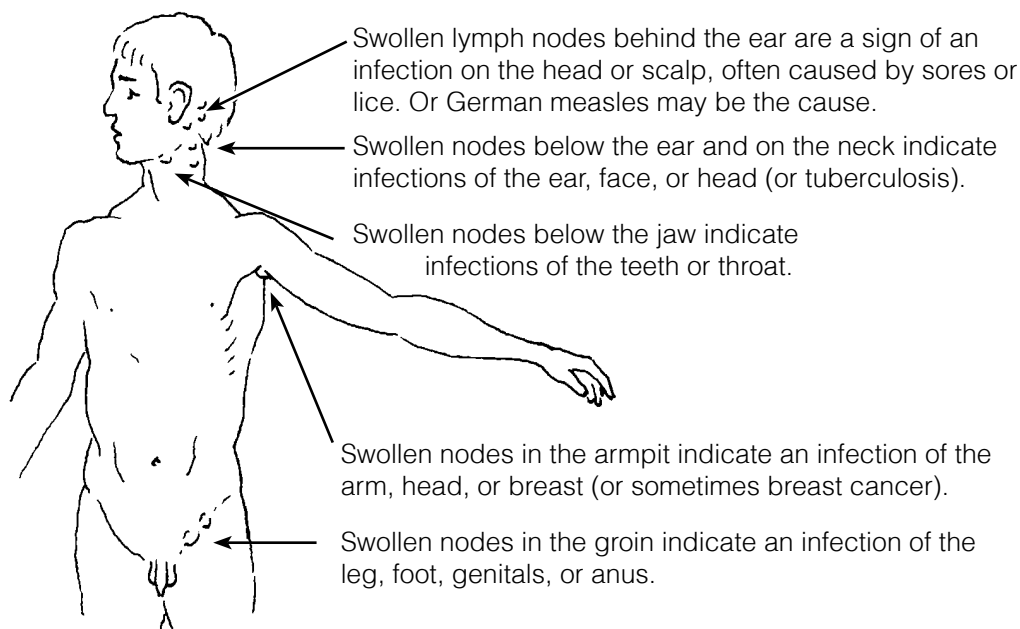 Swollen lymph nodes behind the ear are a sign of an
infection on the head or scalp, often caused by sores or
lice. Or German measles may be the cause.
Swollen nodes below the ear and on the neck indicate
infections of the ear, face, or head (or tuberculosis).
Swollen nodes below the jaw indicate
infections of the teeth or throat.
Swollen nodes in the armpit indicate an infection of the
arm, head, or breast (or sometimes breast cancer).
Swollen nodes in the groin indicate an infection of the
leg, foot, genitals, or anus.